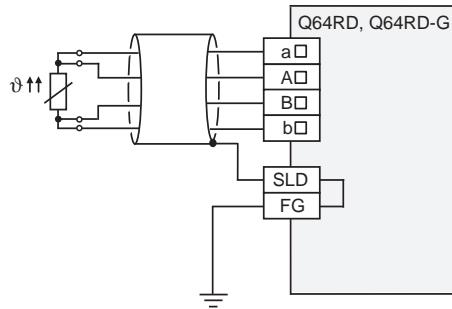 Q64RD, Q64RD-G
a□
A□
ϑ
B□
b□
SLD
FG